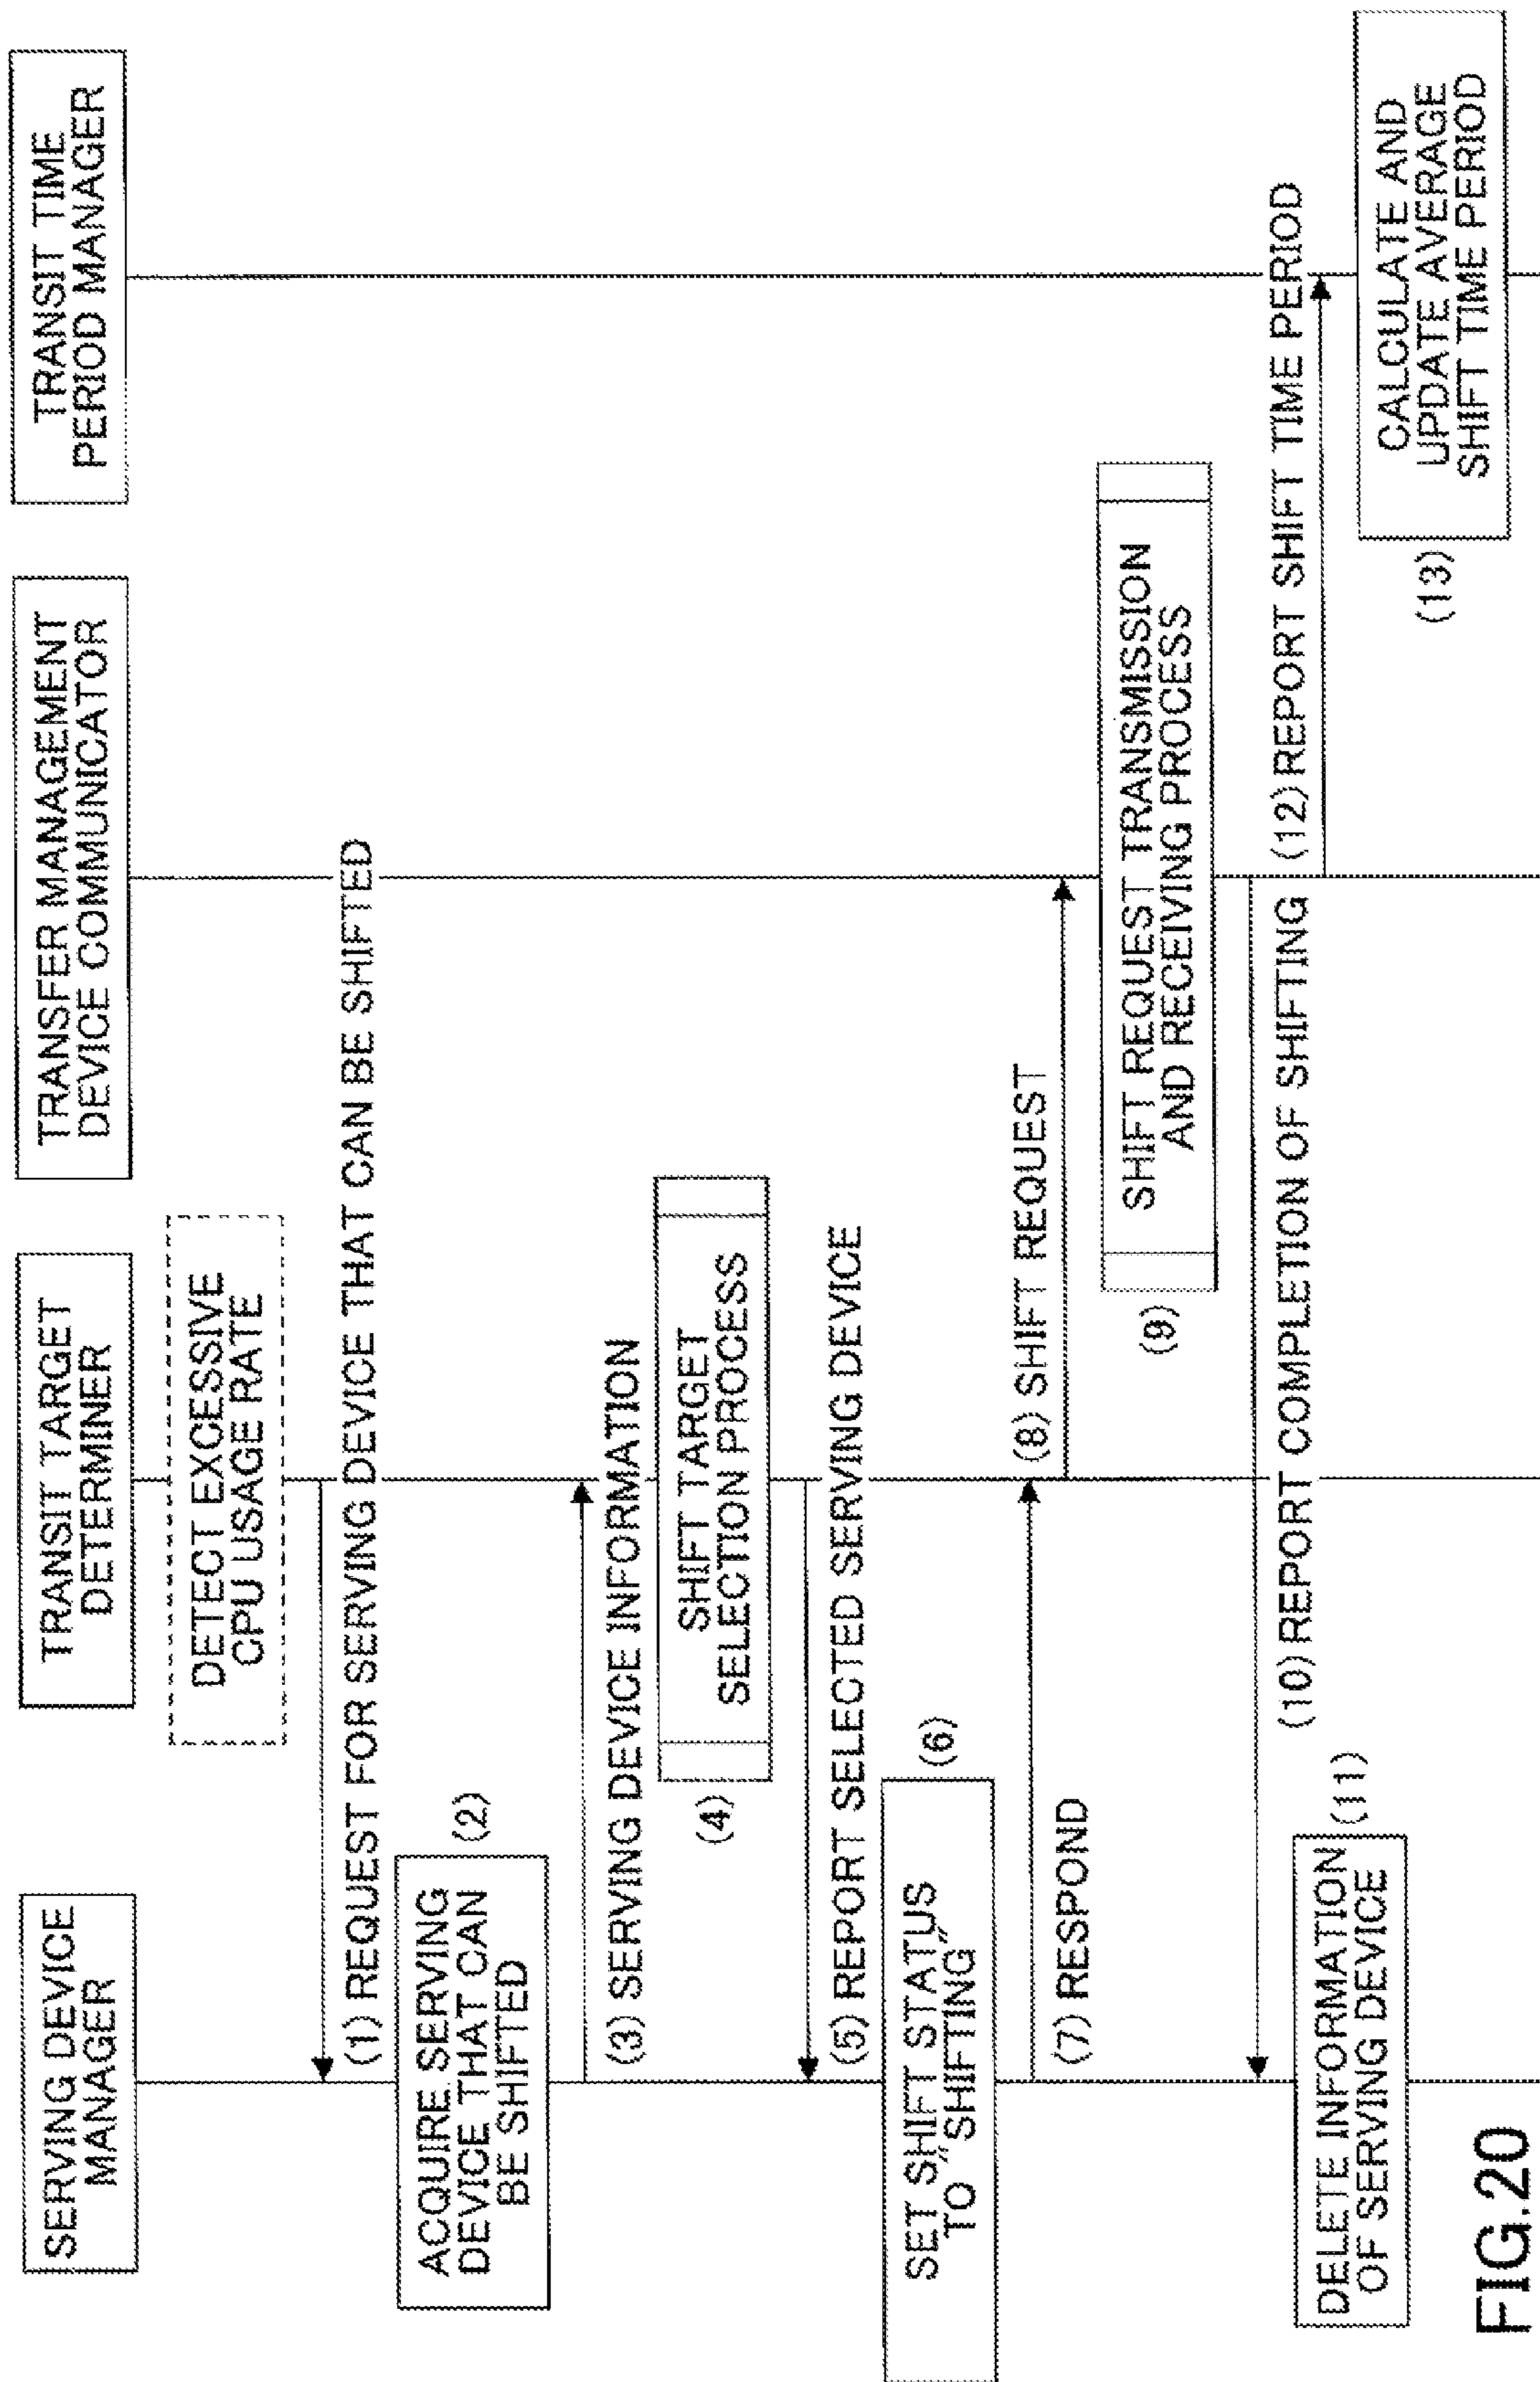 SERVING DEVICE
MANAGER
TRANSIT TARGET
DETERMINER
TRANSFER MANAGEMENT
DEVICE COMMUNICATOR
TRANSIT TIME
PERIOD MANAGER
DETECT EXCESSIVE
CPU USAGE RATE
(1) REQUEST FOR SERVING DEVICE THAT CAN BE SHIFTED
ACQUIRE SERVING
DEVICE THAT CAN
BE SHIFTED
(2)
(3) SERVING DEVICE INFORMATION
(4)
SHIFT TARGET
SELECTION PROCESS
(5) REPORT SELECTED SERVING DEVICE
SET SHIFT STATUS
TO "SHIFTING"
(6)
(7) RESPOND
(8) SHIFT REQUEST
(9)
SHIFT REQUEST TRANSMISSION
AND RECEIVING PROCESS
(10) REPORT COMPLETION OF SHIFTING
(12) REPORT SHIFT TIME PERIOD
DELETE INFORMATION
OF SERVING DEVICE
(11)
(13)
CALCULATE AND
UPDATE AVERAGE
SHIFT TIME PERIOD
FIG.20